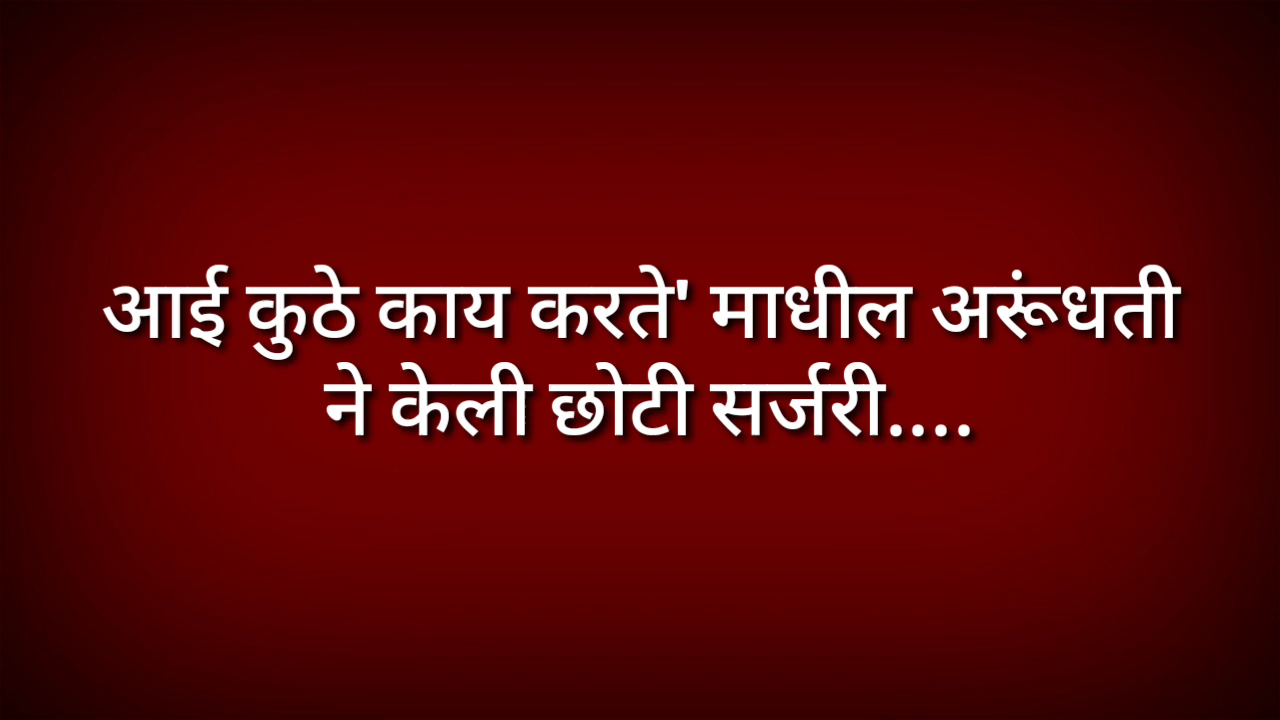 आई कुठे काय करते' माधील अरूंधती
ने केली छोटी सर्जरी....